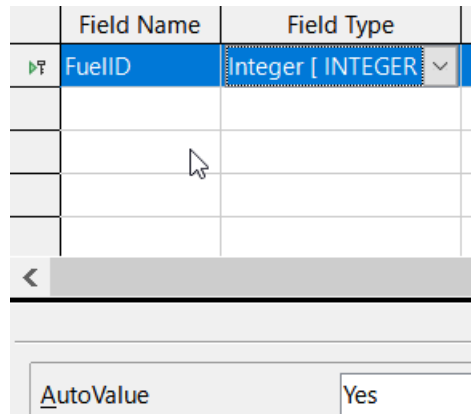 Field Name Field Type
FuelID Integer [ INTEGER
AutoValue Yes